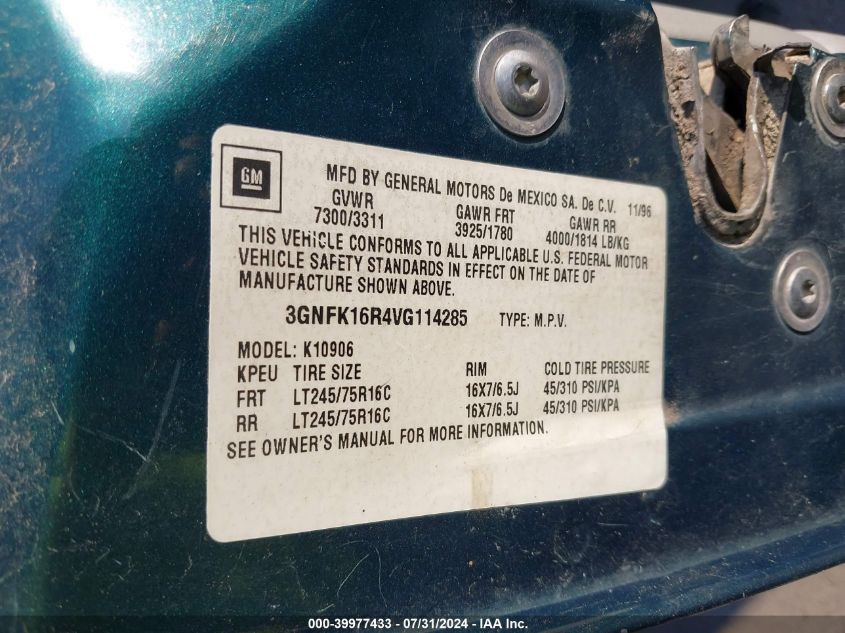 GM
MFD BY GENERAL MOTORS De MEXICO SA. De C.V. 11/96
GVWR GAWR FRT GAWR RR
7300/3311 3925/1780 4000/1814 LB/KG
THIS VEHICLE CONFORMS TO ALL APPLICABLE U.S. FEDERAL MOTOR
VEHICLE SAFETY STANDARDS IN EFFECT ON THE DATE OF
MANUFACTURE SHOWN ABOVE.
3GNFK16R4VG114285 TYPE: M.P.V.
MODEL: K10906
KPEU TIRE SIZE RIM COLD TIRE PRESSURE
FRT LT245/75R16C 16X7/6.5J 45/310 PSI/KPA
RR LT245/75R16C 16X7/6.5J 45/310 PSI/KPA
SEE OWNER'S MANUAL FOR MORE INFORMATION.
000-39977433 - 07/31/2024 - IAA Inc.